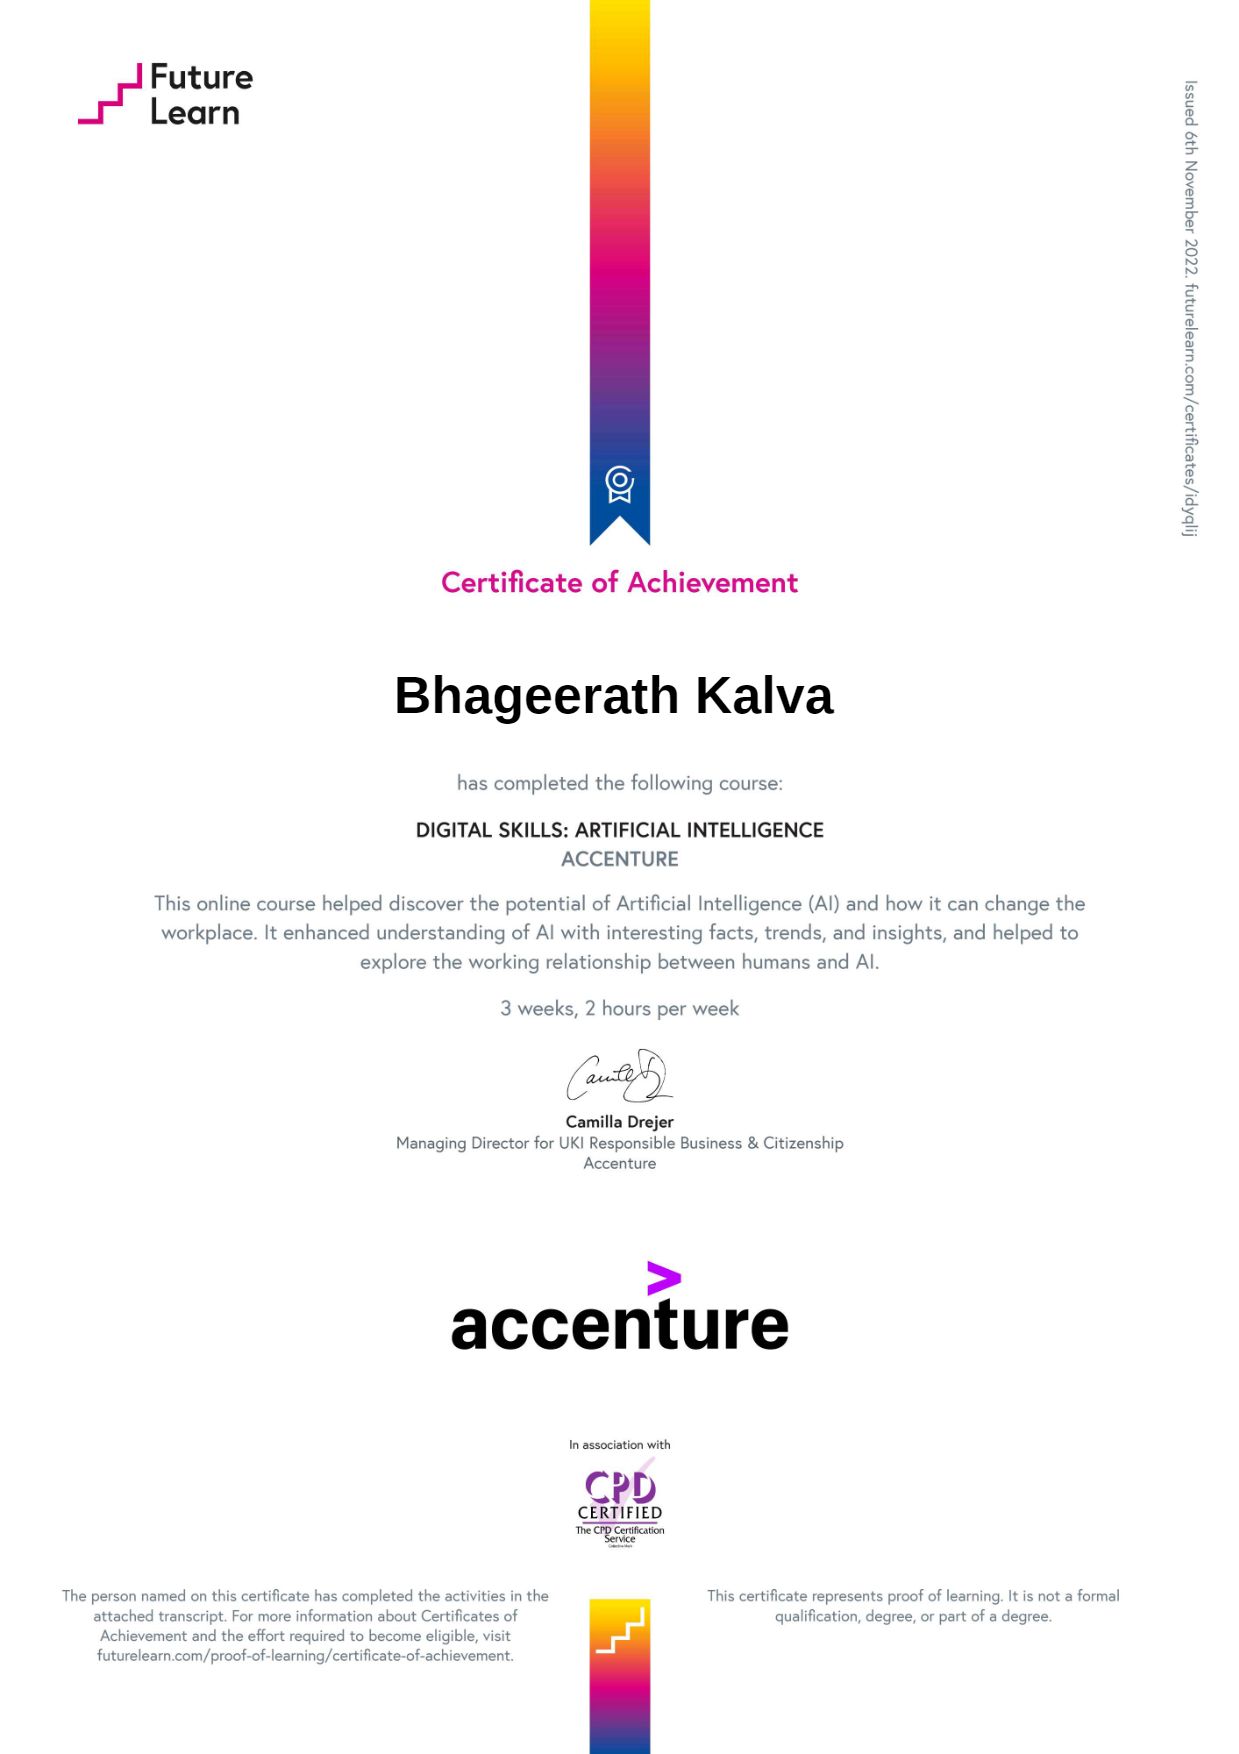 Future
Learn
Issued 6th November 2022. futurelearn.com/certificates/idyqlij
Certificate of Achievement
Bhageerath Kalva
has completed the following course:
DIGITAL SKILLS: ARTIFICIAL INTELLIGENCE
ACCENTURE
This online course helped discover the potential of Artificial Intelligence (AI) and how it can change the
workplace. It enhanced understanding of AI with interesting facts, trends, and insights, and helped to
explore the working relationship between humans and AI.
3 weeks, 2 hours per week
Camilla Drejer
Managing Director for UKI Responsible Business & Citizenship
Accenture
accenture
In association with
CPD
CERTIFIED
The CPD Certification
Service
The person named on this certificate has completed the activities in the
attached transcript. For more information about Certificates of
Achievement and the effort required to become eligible, visit
futurelearn.com/proof-of-learning/certificate-of-achievement.
This certificate represents proof of learning. It is not a formal
qualification, degree, or part of a degree.